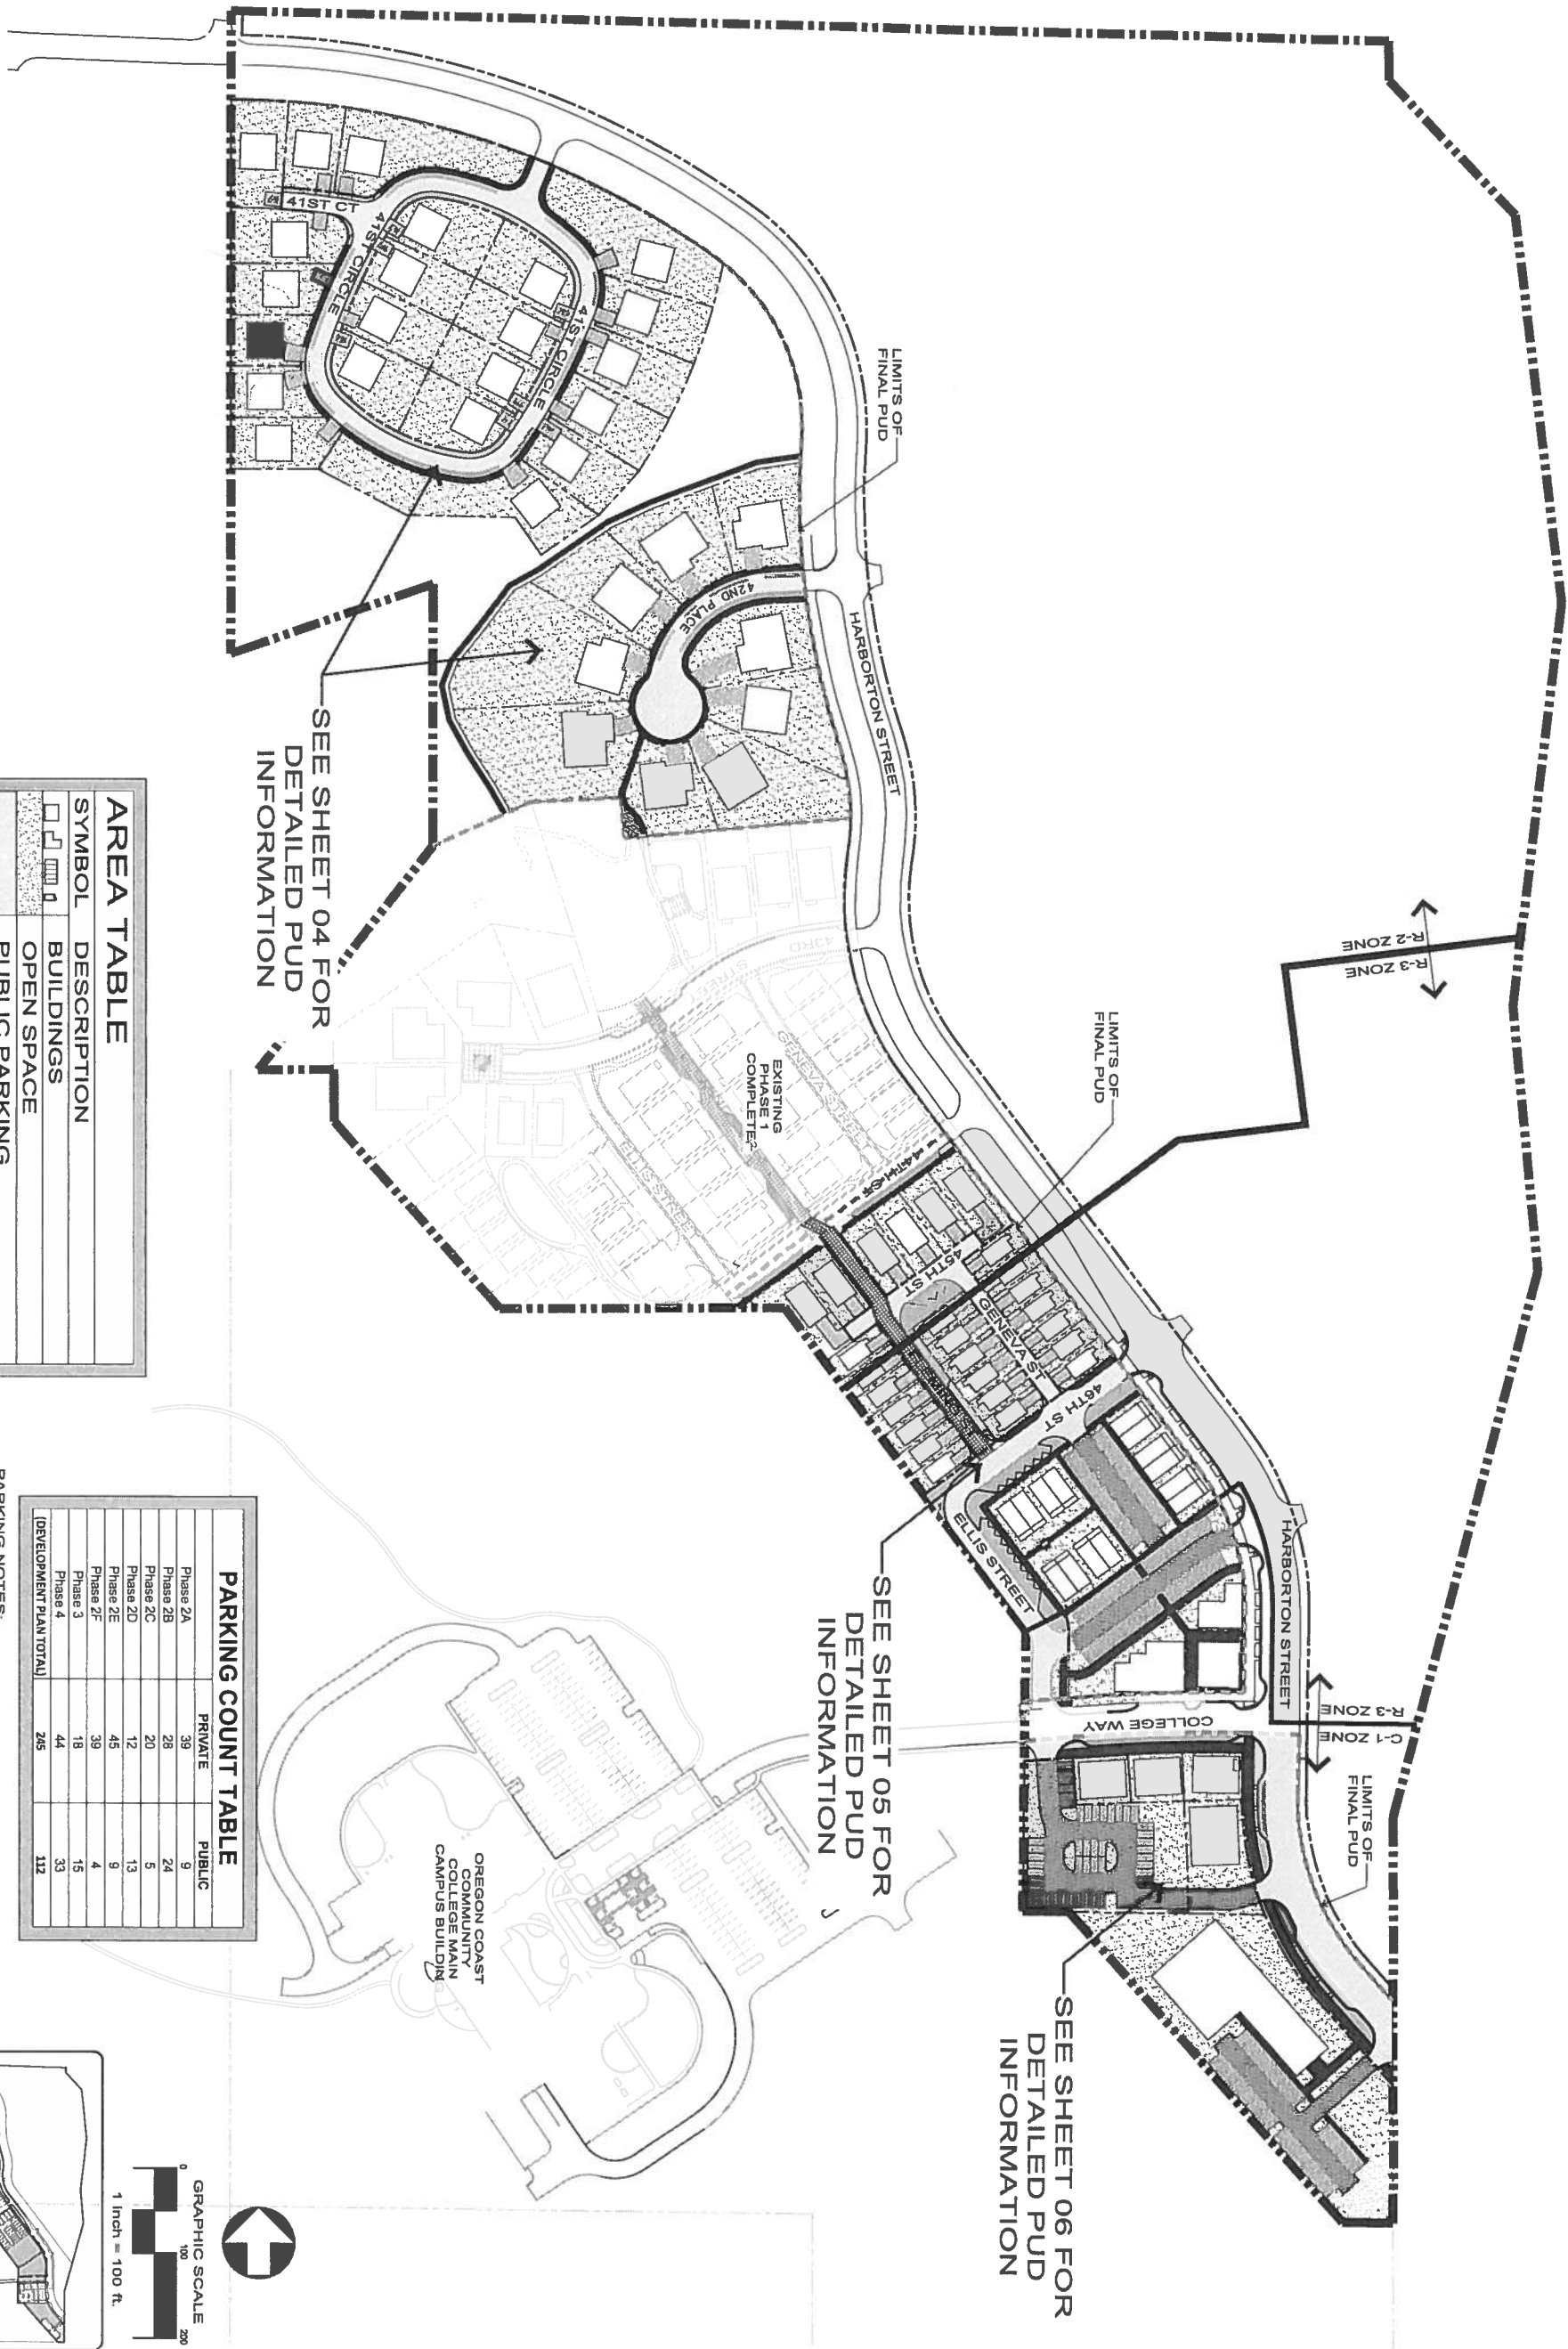 LIMITS OF
FINAL PUD
HARBORTON STREET
41ST CT
41ST CIRCLE
41ST CIRCLE
42ND PLACE
SEE SHEET 04 FOR
DETAILED PUD
INFORMATION
R-2 ZONE
R-3 ZONE
LIMITS OF
FINAL PUD
43RD
STREET
GENEVA STREET
EXISTING
PHASE 1
COMPLETE
ELLIS STREET
44TH ST
45TH ST
GENEVA ST
46TH ST
ELLIS STREET
HARBORTON STREET
SEE SHEET 05 FOR
DETAILED PUD
INFORMATION
COLLEGE WAY
R-3 ZONE
C-1 ZONE
LIMITS OF
FINAL PUD
SEE SHEET 06 FOR
DETAILED PUD
INFORMATION
OREGON COAST
COMMUNITY
COLLEGE MAIN
CAMPUS BUILDING
AREA TABLE
SYMBOL DESCRIPTION
BUILDINGS
OPEN SPACE
PUBLIC PARKING
PARKING COUNT TABLE
PRIVATE PUBLIC
Phase 2A 39 9
Phase 2B 28 24
Phase 2C 20 5
Phase 2D 12 13
Phase 2E 45 9
Phase 2F 39 4
Phase 3 18 15
Phase 4 44 33
(DEVELOPMENT PLAN TOTAL) 245 112
PARKING NOTES:
GRAPHIC SCALE
0 100 200
1 inch = 100 ft.